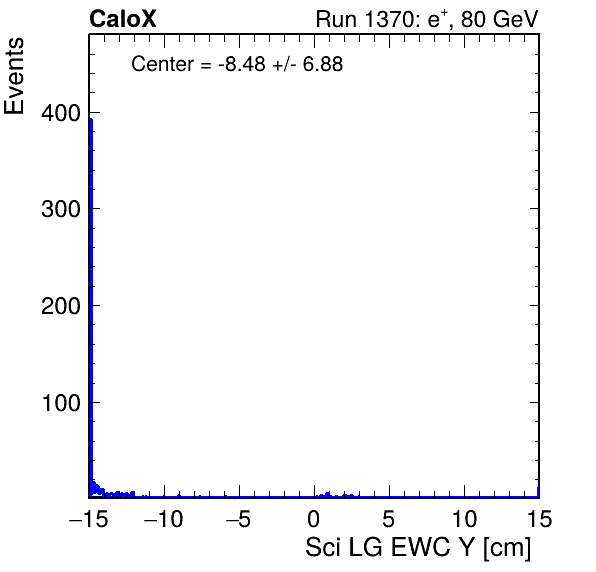 CaloX
Run 1370: e+, 80 GeV
Center = -8.48 +/- 6.88
Events
400
300
200
100
−15 −10 −5 0 5 10 15
Sci LG EWC Y [cm]